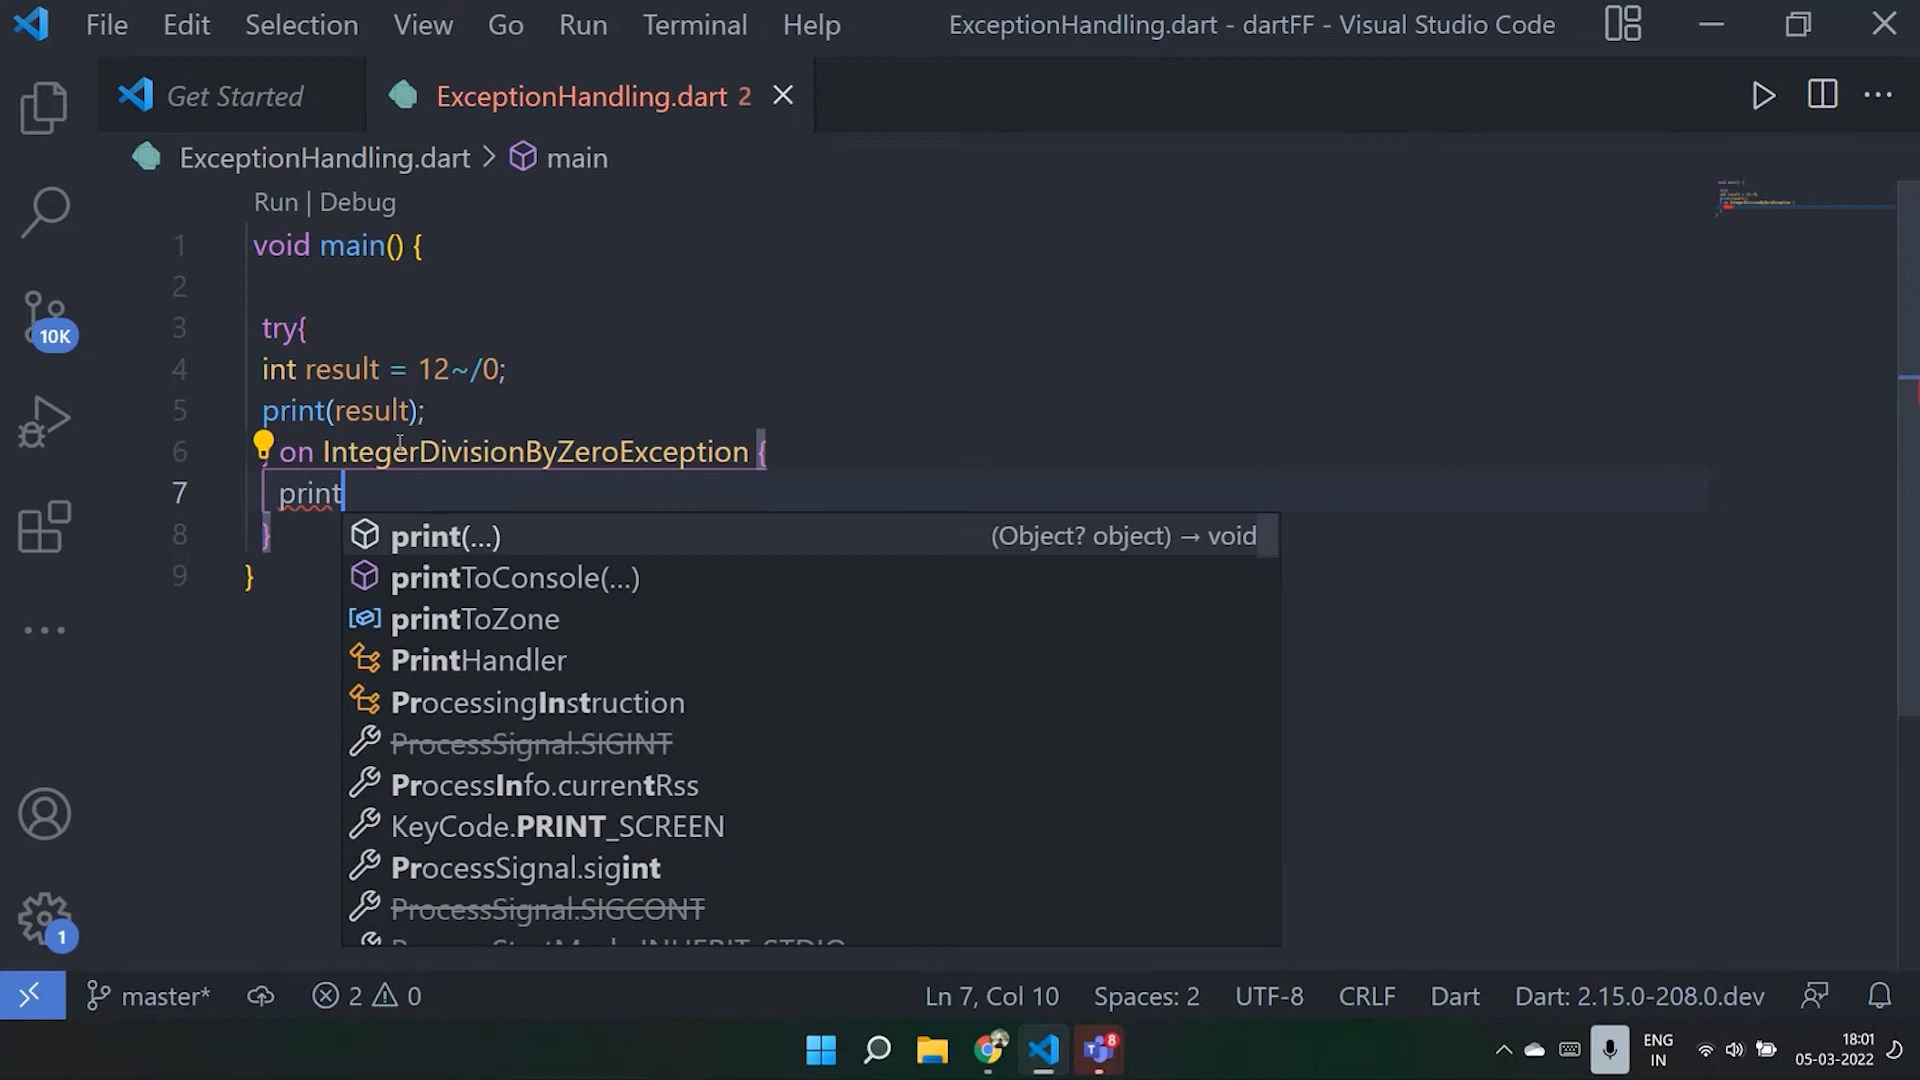 File Edit Selection View Go Run Terminal Help ExceptionHandling.dart - dartFF - Visual Studio Code
Get Started ExceptionHandling.dart 2
ExceptionHandling.dart > main
Run | Debug
1 void main() {
2
3 try{
4 int result = 12~/0;
5 print(result);
6 } on IntegerDivisionByZeroException {
7 print
8 }
9 }
print(...) (Object? object) → void
printToConsole(...)
printToZone
PrintHandler
ProcessingInstruction
ProcessSignal.SIGINT
ProcessInfo.currentRss
KeyCode.PRINT_SCREEN
ProcessSignal.sigint
ProcessSignal.SIGCONT
10K
1
master* 2 0 Ln 7, Col 10 Spaces: 2 UTF-8 CRLF Dart Dart: 2.15.0-208.0.dev
8 ENG 18:01
IN 05-03-2022